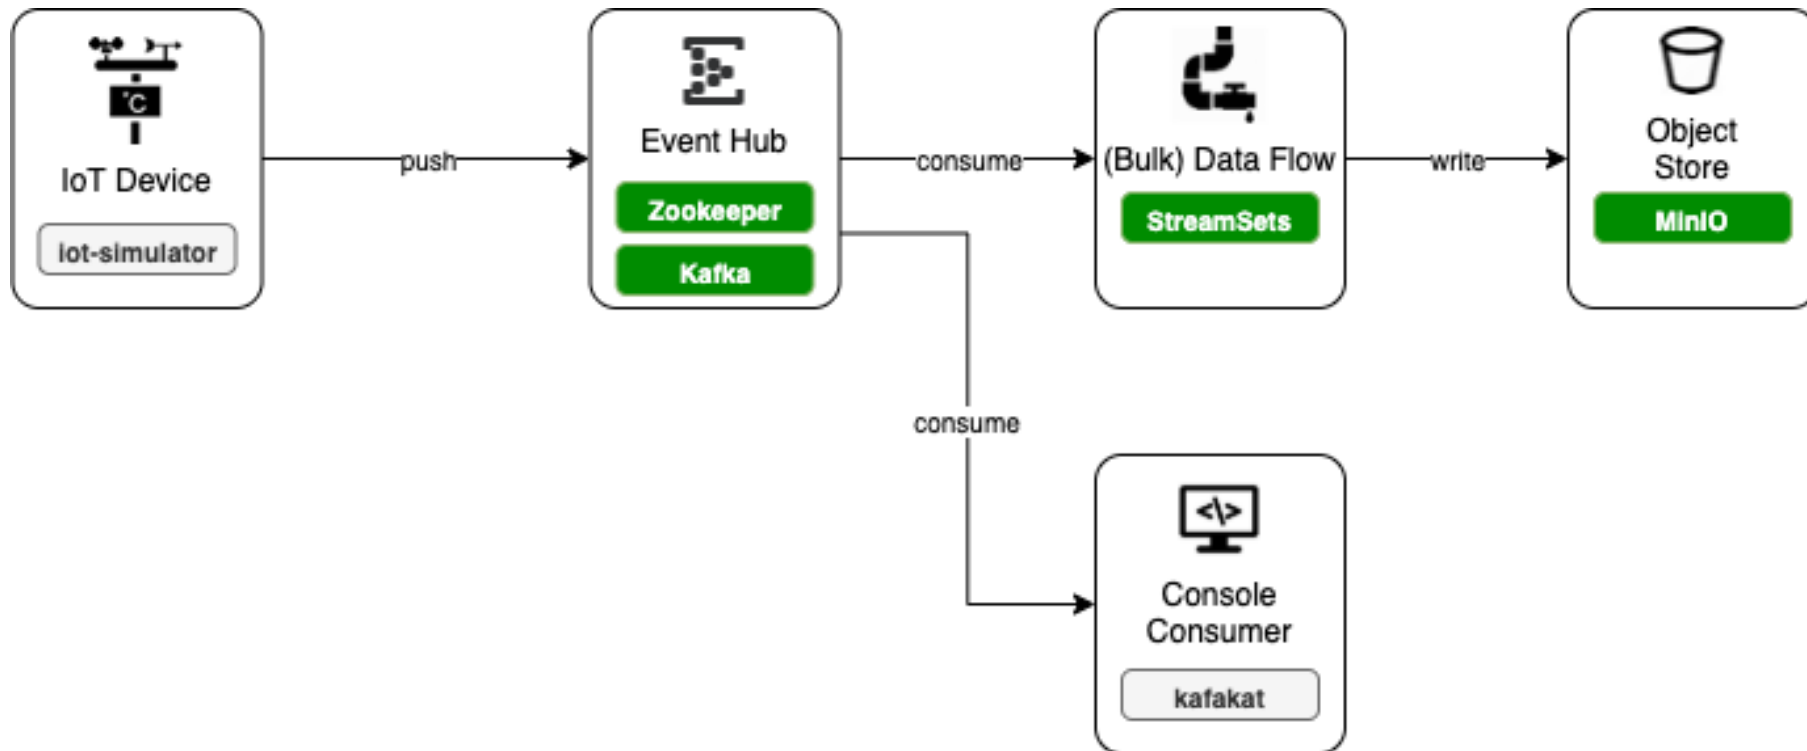 °C
IoT Device
iot-simulator
push
Event Hub
Zookeeper
Kafka
consume
(Bulk) Data Flow
StreamSets
write
Object
Store
MinIO
consume
<\>
Console
Consumer
kafakat